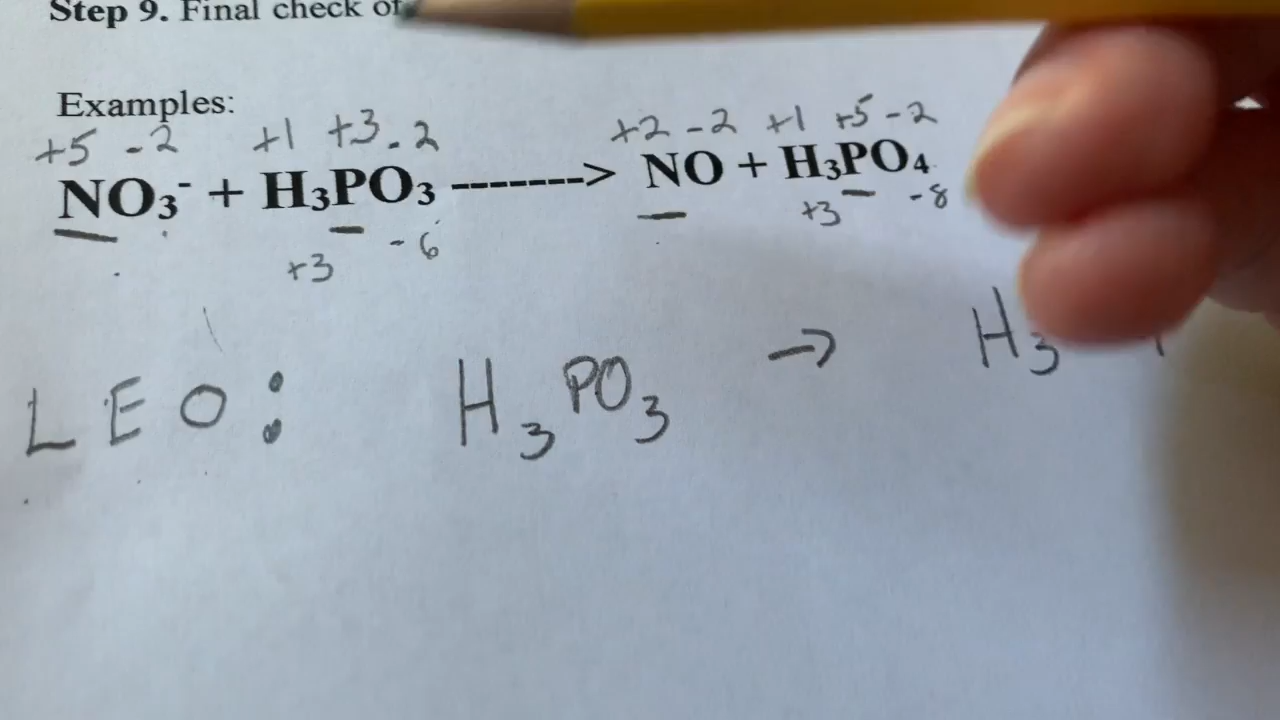 Step 9. Final check of
Examples:
+5 -2 +1 +3 -2 +2 -2 +1 +5 -2
NO₃⁻ + H₃PO₃ -------> NO + H₃PO₄
+3 -6 +3 -8
LEO: H₃PO₃ → H₃